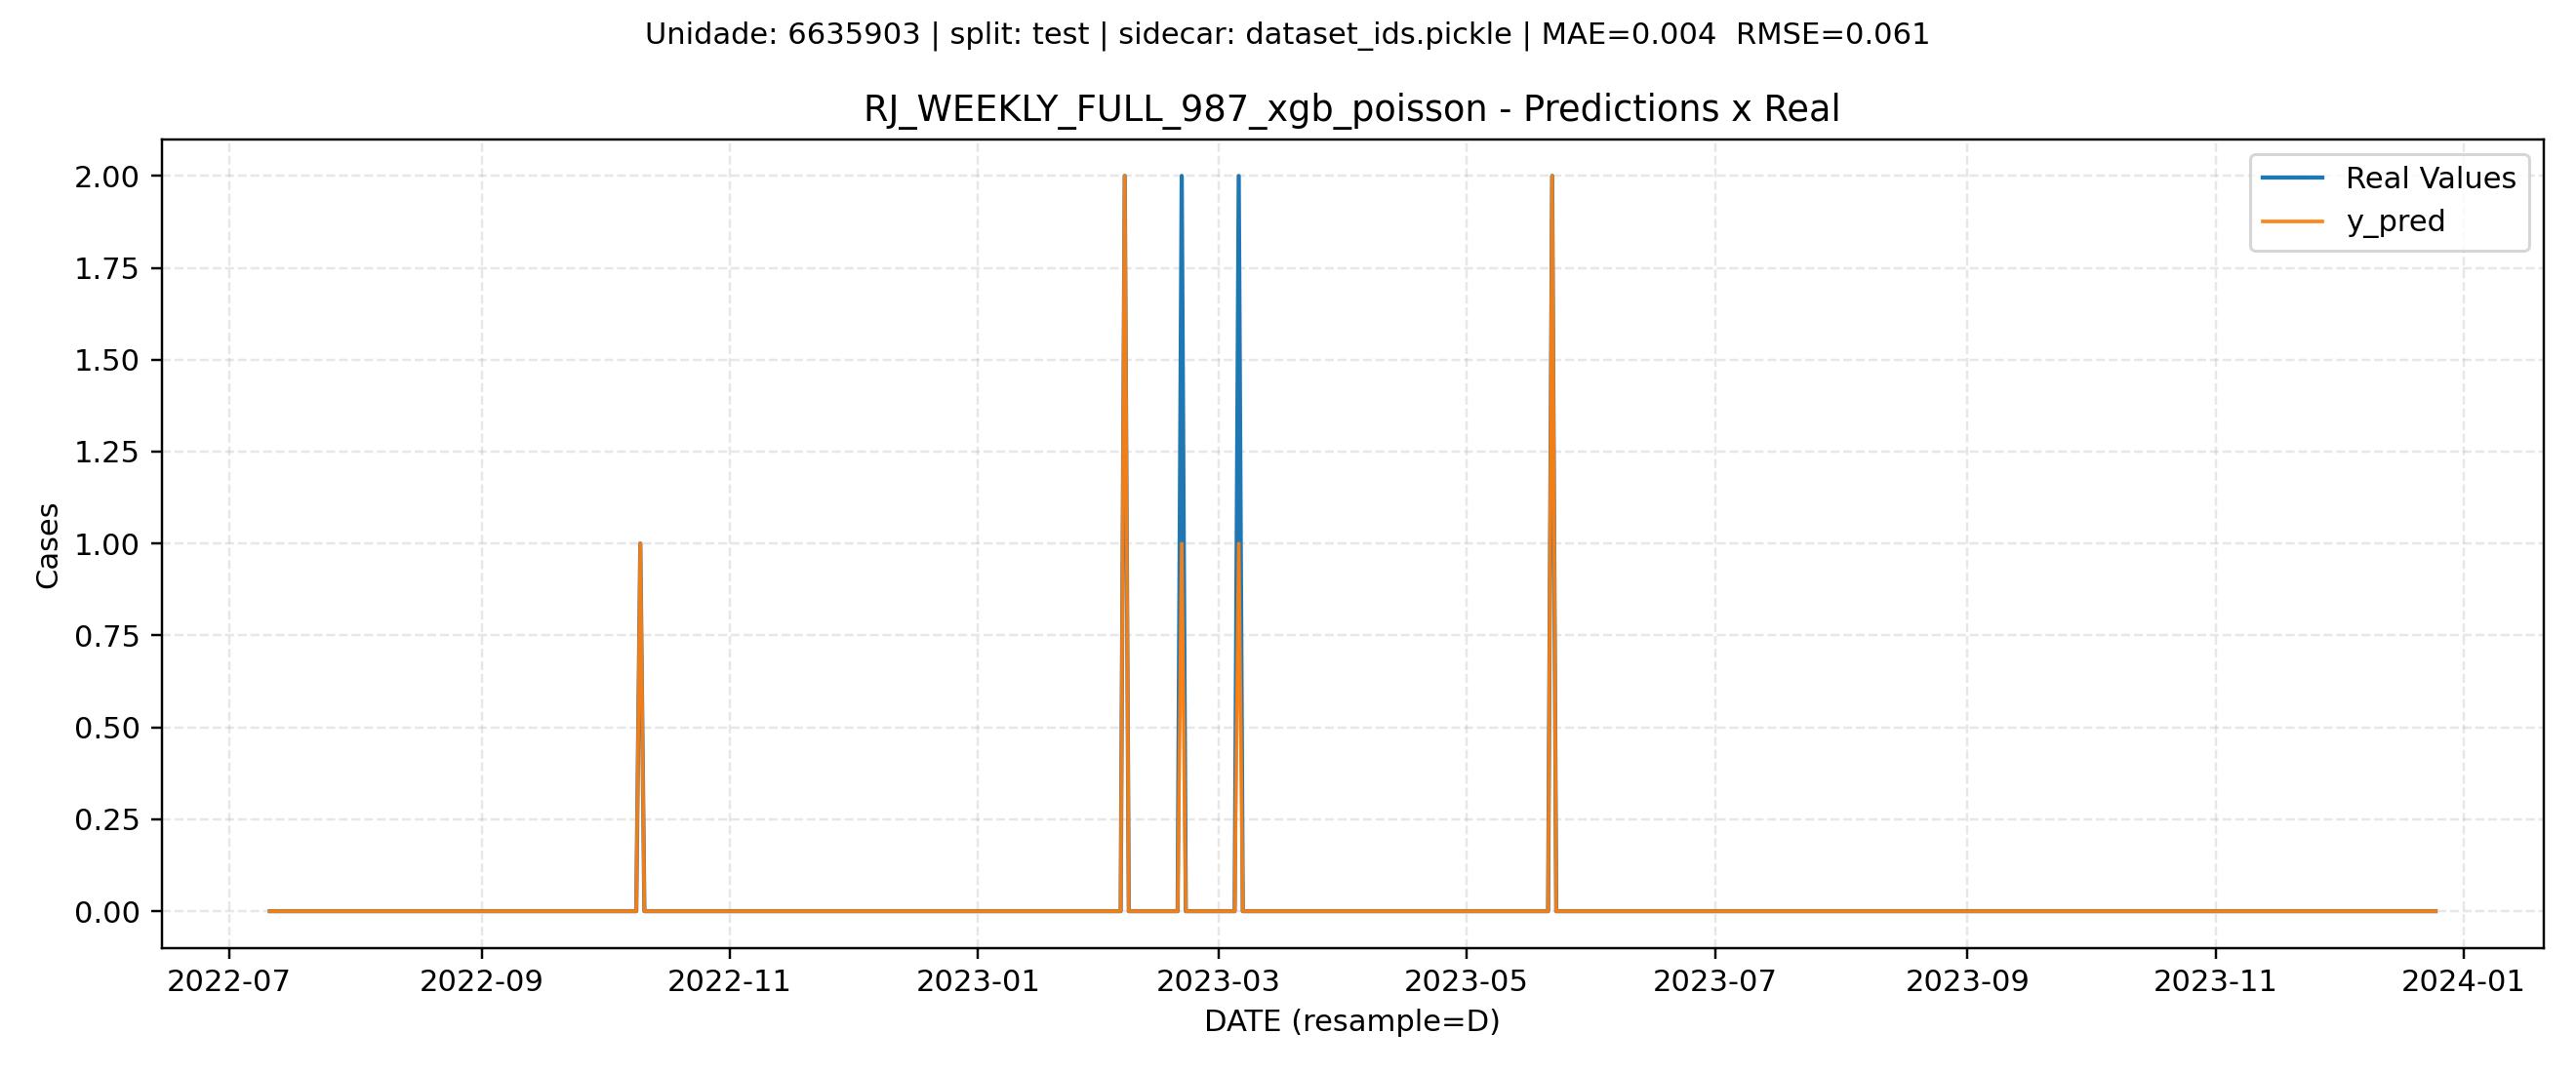 Unidade: 6635903 | split: test | sidecar: dataset_ids.pickle | MAE=0.004  RMSE=0.061
RJ_WEEKLY_FULL_987_xgb_poisson - Predictions x Real
Real Values
y_pred
2.00
1.75
1.50
1.25
1.00
0.75
0.50
0.25
0.00
Cases
2022-07 2022-09 2022-11 2023-01 2023-03 2023-05 2023-07 2023-09 2023-11 2024-01
DATE (resample=D)